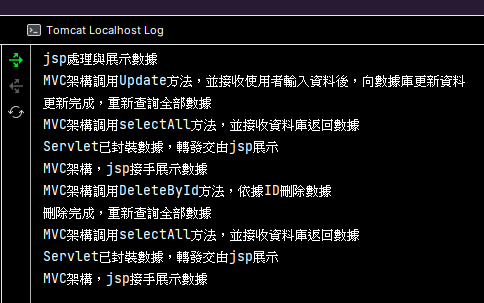 Tomcat Localhost Log
jsp處理與展示數據
MVC架構調用Update方法，並接收使用者輸入資料後，向數據庫更新資料
更新完成，重新查詢全部數據
MVC架構調用selectAll方法，並接收資料庫返回數據
Servlet已封裝數據，轉發交由jsp展示
MVC架構，jsp接手展示數據
MVC架構調用DeleteById方法，依據ID刪除數據
刪除完成，重新查詢全部數據
MVC架構調用selectAll方法，並接收資料庫返回數據
Servlet已封裝數據，轉發交由jsp展示
MVC架構，jsp接手展示數據